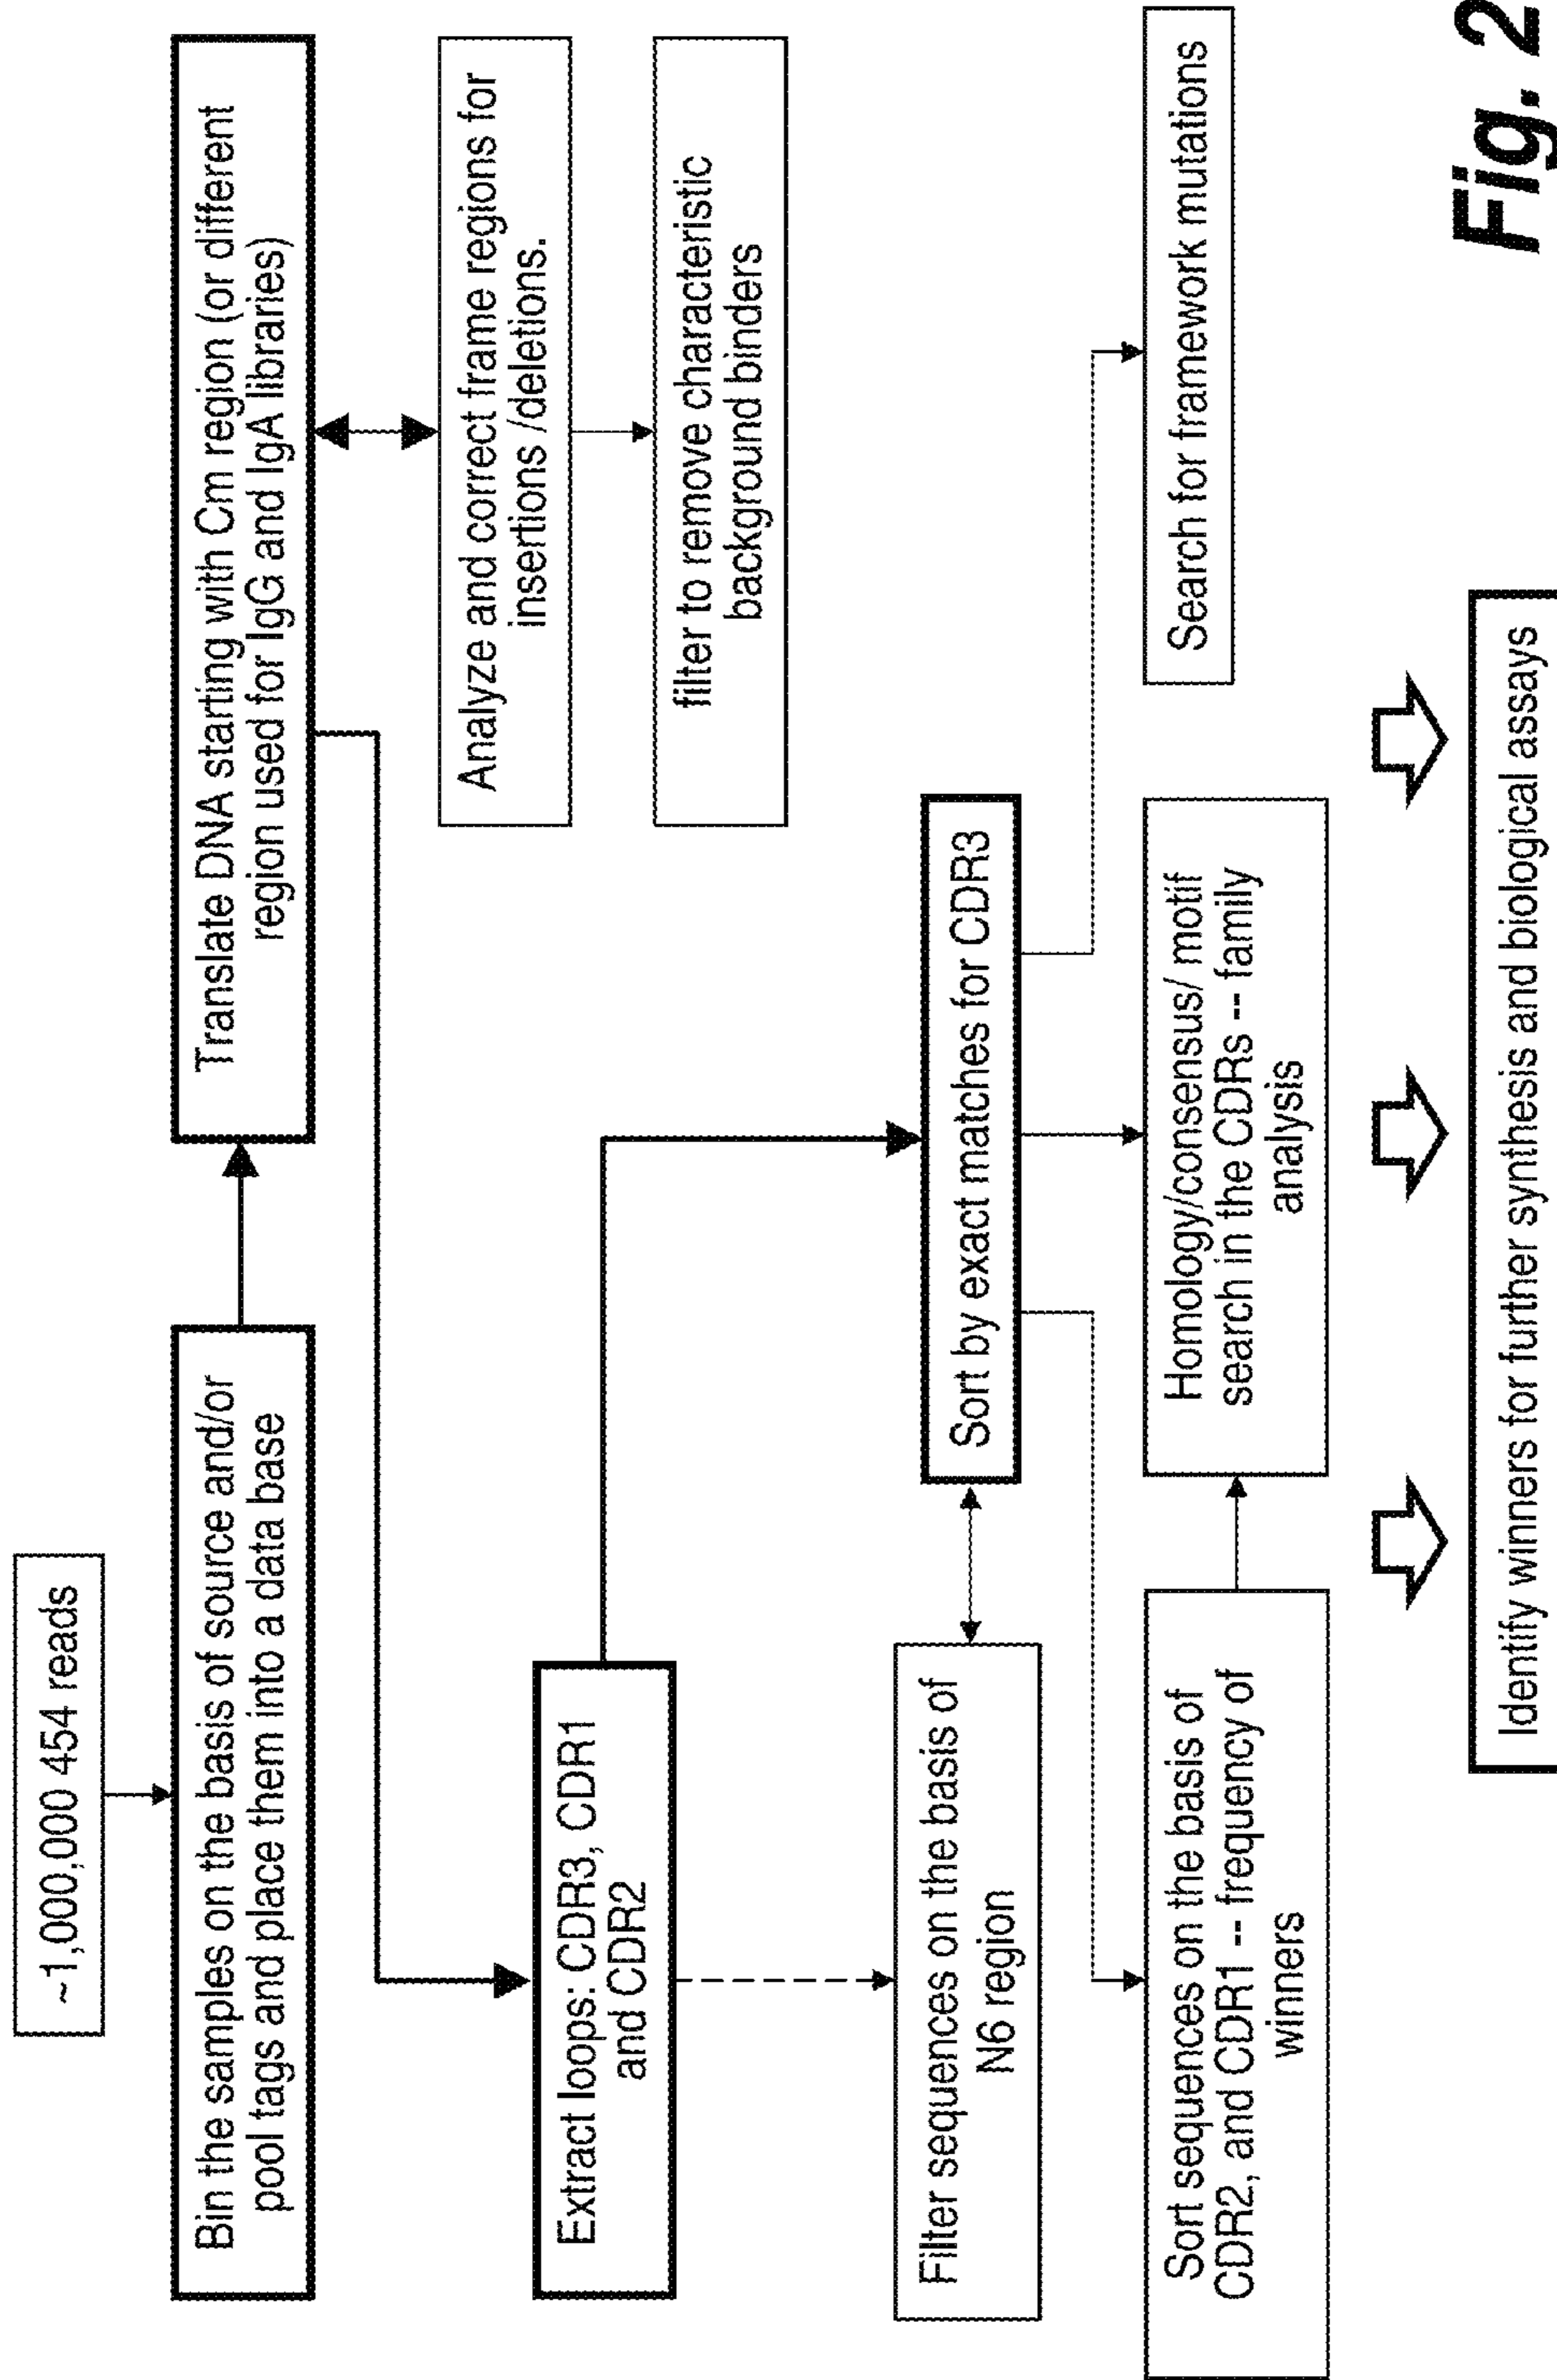 ~1,000,000 454 reads
Bin the samples on the basis of source and/or
pool tags and place them into a data base
Translate DNA starting with Cm region (or different
region used for IgG and IgA libraries)
Analyze and correct frame regions for
insertions /deletions.
filter to remove characteristic
background binders
Extract loops: CDR3, CDR1
and CDR2
Filter sequences on the basis of
N6 region
Sort by exact matches for CDR3
Sort sequences on the basis of
CDR2, and CDR1 -- frequency of
winners
Homology/consensus/ motif
search in the CDRs -- family
analysis
Search for framework mutations
Identify winners for further synthesis and biological assays
Fig. 2